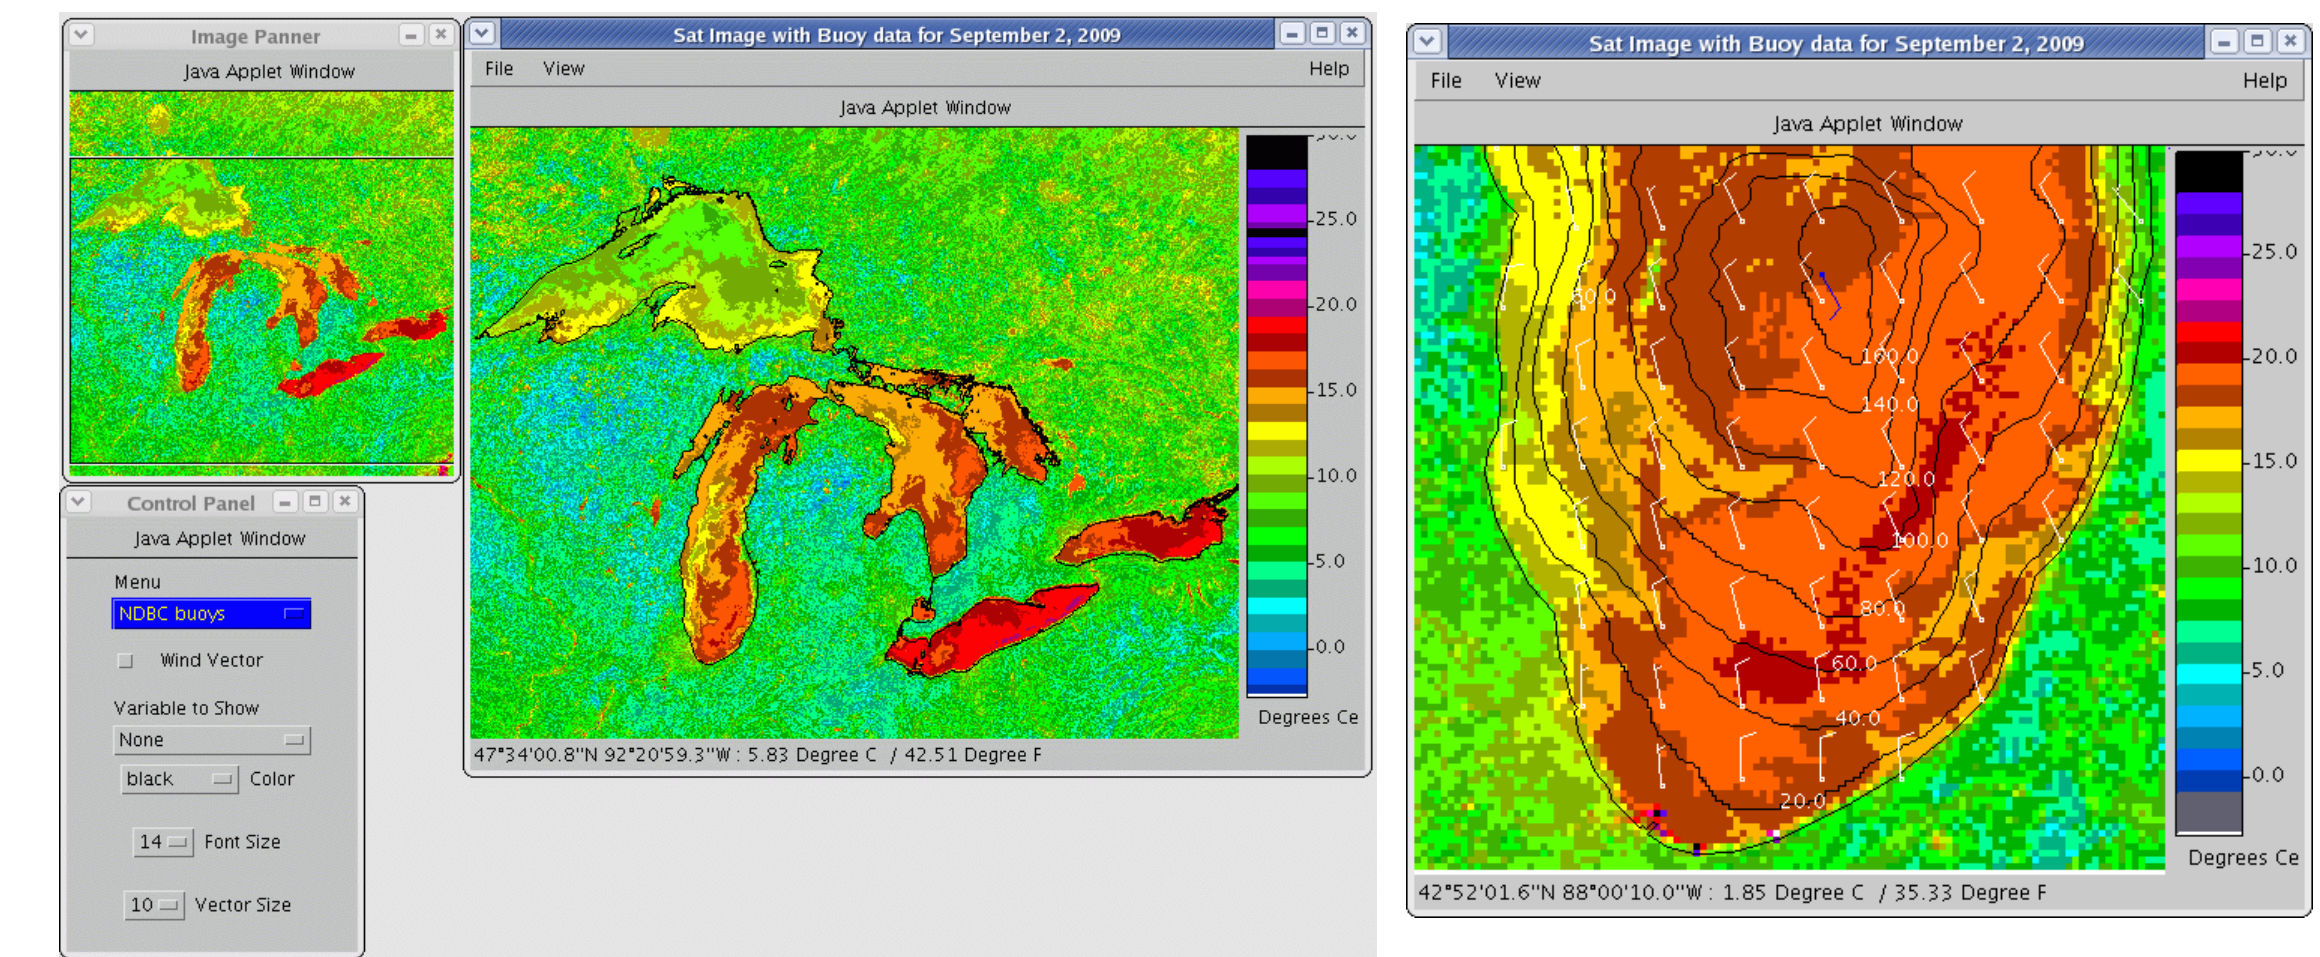 Image Panner
Java Applet Window
Sat Image with Buoy data for September 2, 2009
File View Help
Java Applet Window
25.0
20.0
15.0
10.0
5.0
0.0
Degrees Ce
47°34'00.8"N 92°20'59.3"W : 5.83 Degree C / 42.51 Degree F
Control Panel
Java Applet Window
Menu
NDBC buoys
Wind Vector
Variable to Show
None
black Color
14 Font Size
10 Vector Size
Sat Image with Buoy data for September 2, 2009
File View Help
Java Applet Window
160.0
140.0
120.0
100.0
80.0
60.0
40.0
20.0
25.0
20.0
15.0
10.0
5.0
0.0
Degrees Ce
42°52'01.6"N 88°00'10.0"W : 1.85 Degree C / 35.33 Degree F